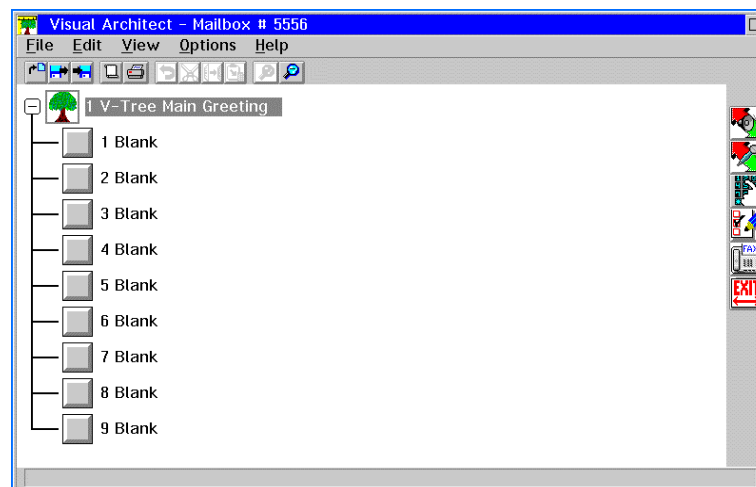 Visual Architect - Mailbox # 5556
File Edit View Options Help
1 V-Tree Main Greeting
1 Blank
2 Blank
3 Blank
4 Blank
5 Blank
6 Blank
7 Blank
8 Blank
9 Blank
FAX
EXIT